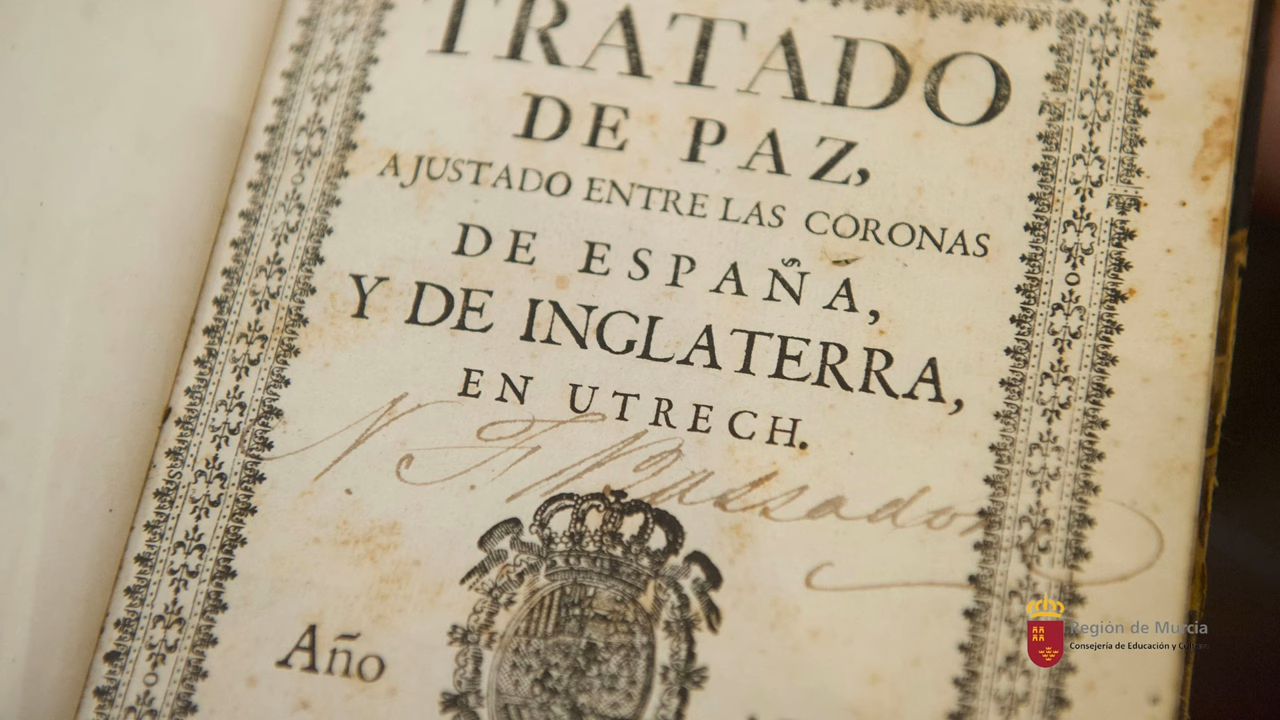 TRATADO
DE PAZ,
AJUSTADO ENTRE LAS CORONAS
DE ESPAÑA,
Y DE INGLATERRA,
EN UTRECH.
N. F.
Año
Región de Murcia
Consejería de Educación y